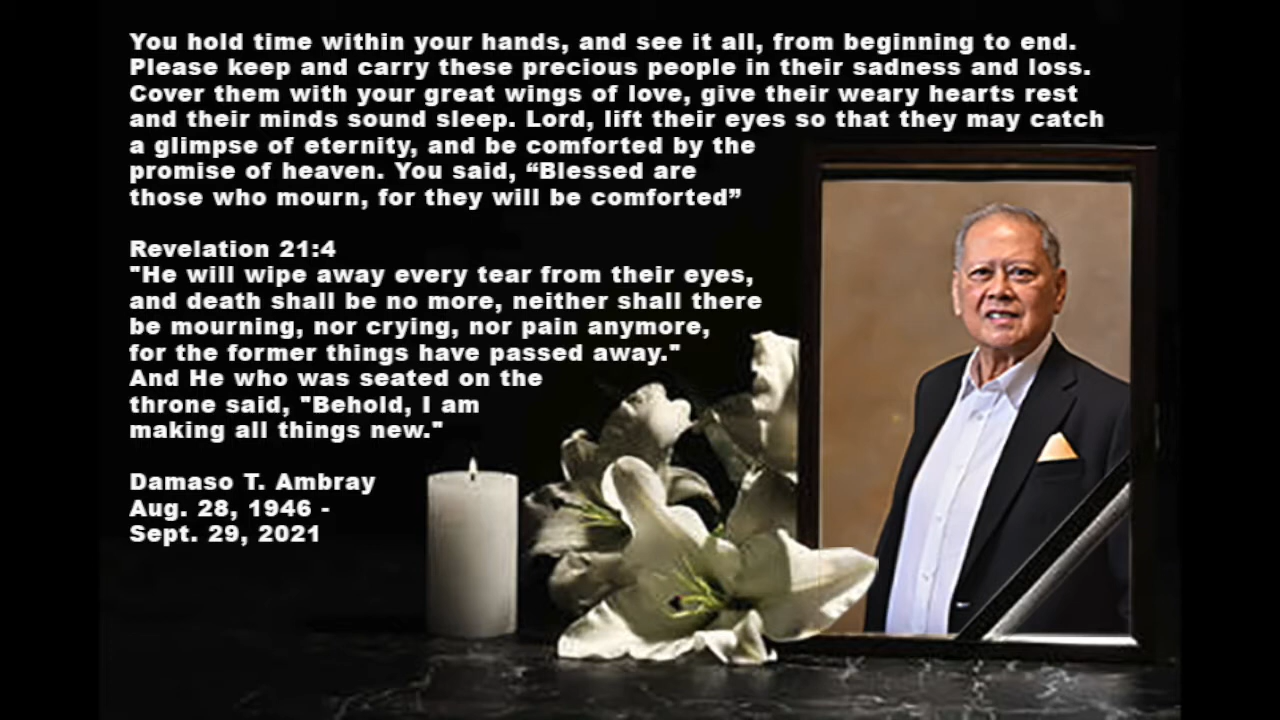 You hold time within your hands, and see it all, from beginning to end.
Please keep and carry these precious people in their sadness and loss.
Cover them with your great wings of love, give their weary hearts rest
and their minds sound sleep. Lord, lift their eyes so that they may catch
a glimpse of eternity, and be comforted by the
promise of heaven. You said, “Blessed are
those who mourn, for they will be comforted”
Revelation 21:4
"He will wipe away every tear from their eyes,
and death shall be no more, neither shall there
be mourning, nor crying, nor pain anymore,
for the former things have passed away."
And He who was seated on the
throne said, "Behold, I am
making all things new."
Damaso T. Ambray
Aug. 28, 1946 -
Sept. 29, 2021